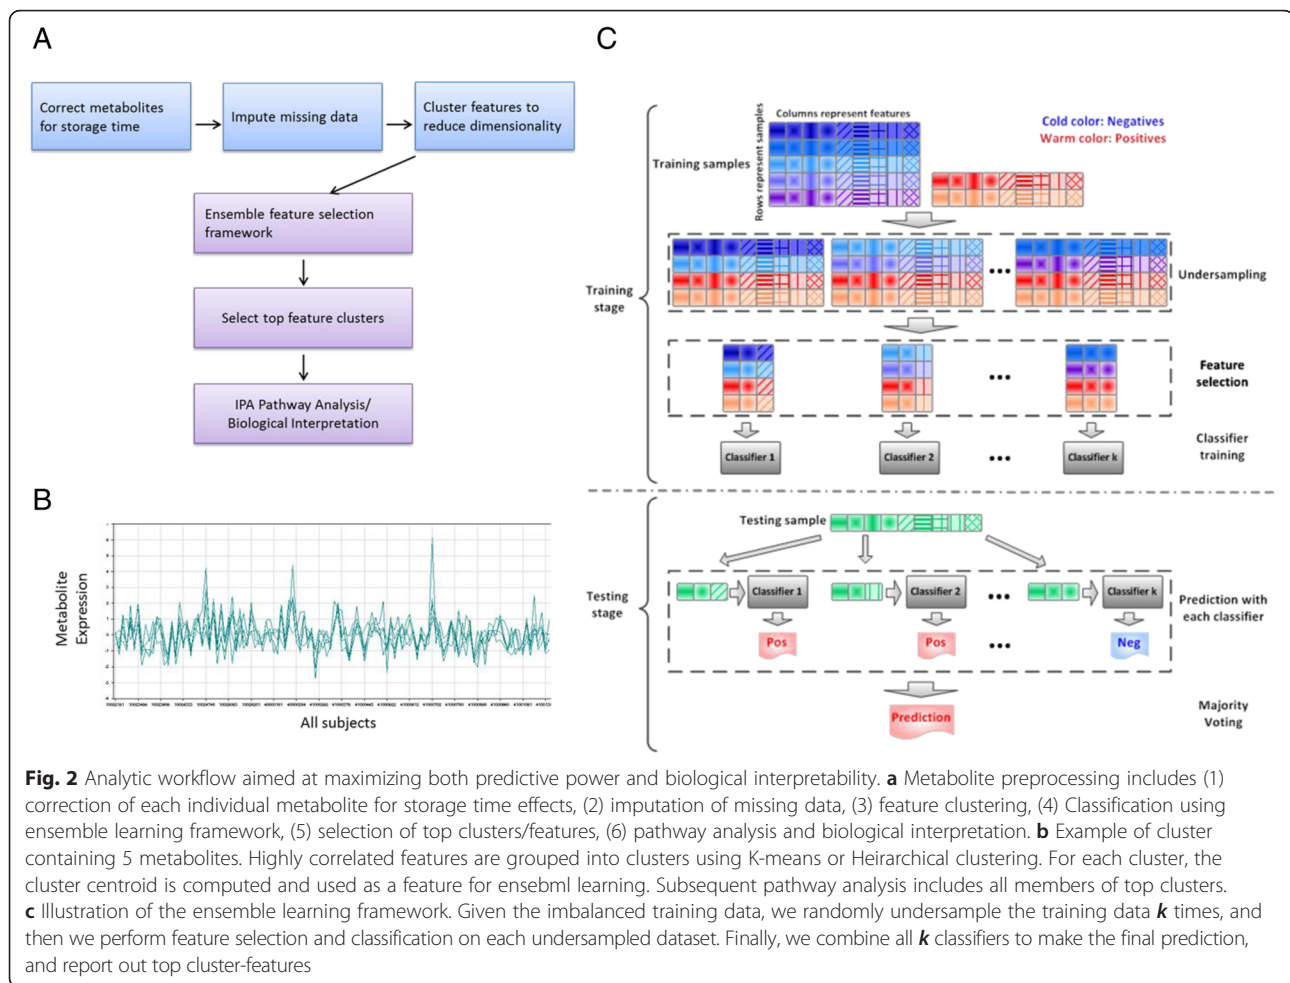 A
Correct metabolites
for storage time
Impute missing data
Cluster features to
reduce dimensionality
Ensemble feature selection
framework
Select top feature clusters
IPA Pathway Analysis/
Biological Interpretation
B
Metabolite
Expression
All subjects
C
Columns represent features
Rows represent samples
Cold color: Negatives
Warm color: Positives
Training samples
Training
stage
Undersampling
Feature
selection
Classifier 1
Classifier 2
Classifier k
Classifier
training
Testing sample
Testing
stage
Classifier 1
Classifier 2
Classifier k
Prediction with
each classifier
Pos
Pos
Neg
Prediction
Majority
Voting
Fig. 2 Analytic workflow aimed at maximizing both predictive power and biological interpretability. a Metabolite preprocessing includes (1)
correction of each individual metabolite for storage time effects, (2) imputation of missing data, (3) feature clustering, (4) Classification using
ensemble learning framework, (5) selection of top clusters/features, (6) pathway analysis and biological interpretation. b Example of cluster
containing 5 metabolites. Highly correlated features are grouped into clusters using K-means or Heirarchical clustering. For each cluster, the
cluster centroid is computed and used as a feature for ensebml learning. Subsequent pathway analysis includes all members of top clusters.
c Illustration of the ensemble learning framework. Given the imbalanced training data, we randomly undersample the training data k times, and
then we perform feature selection and classification on each undersampled dataset. Finally, we combine all k classifiers to make the final prediction,
and report out top cluster-features